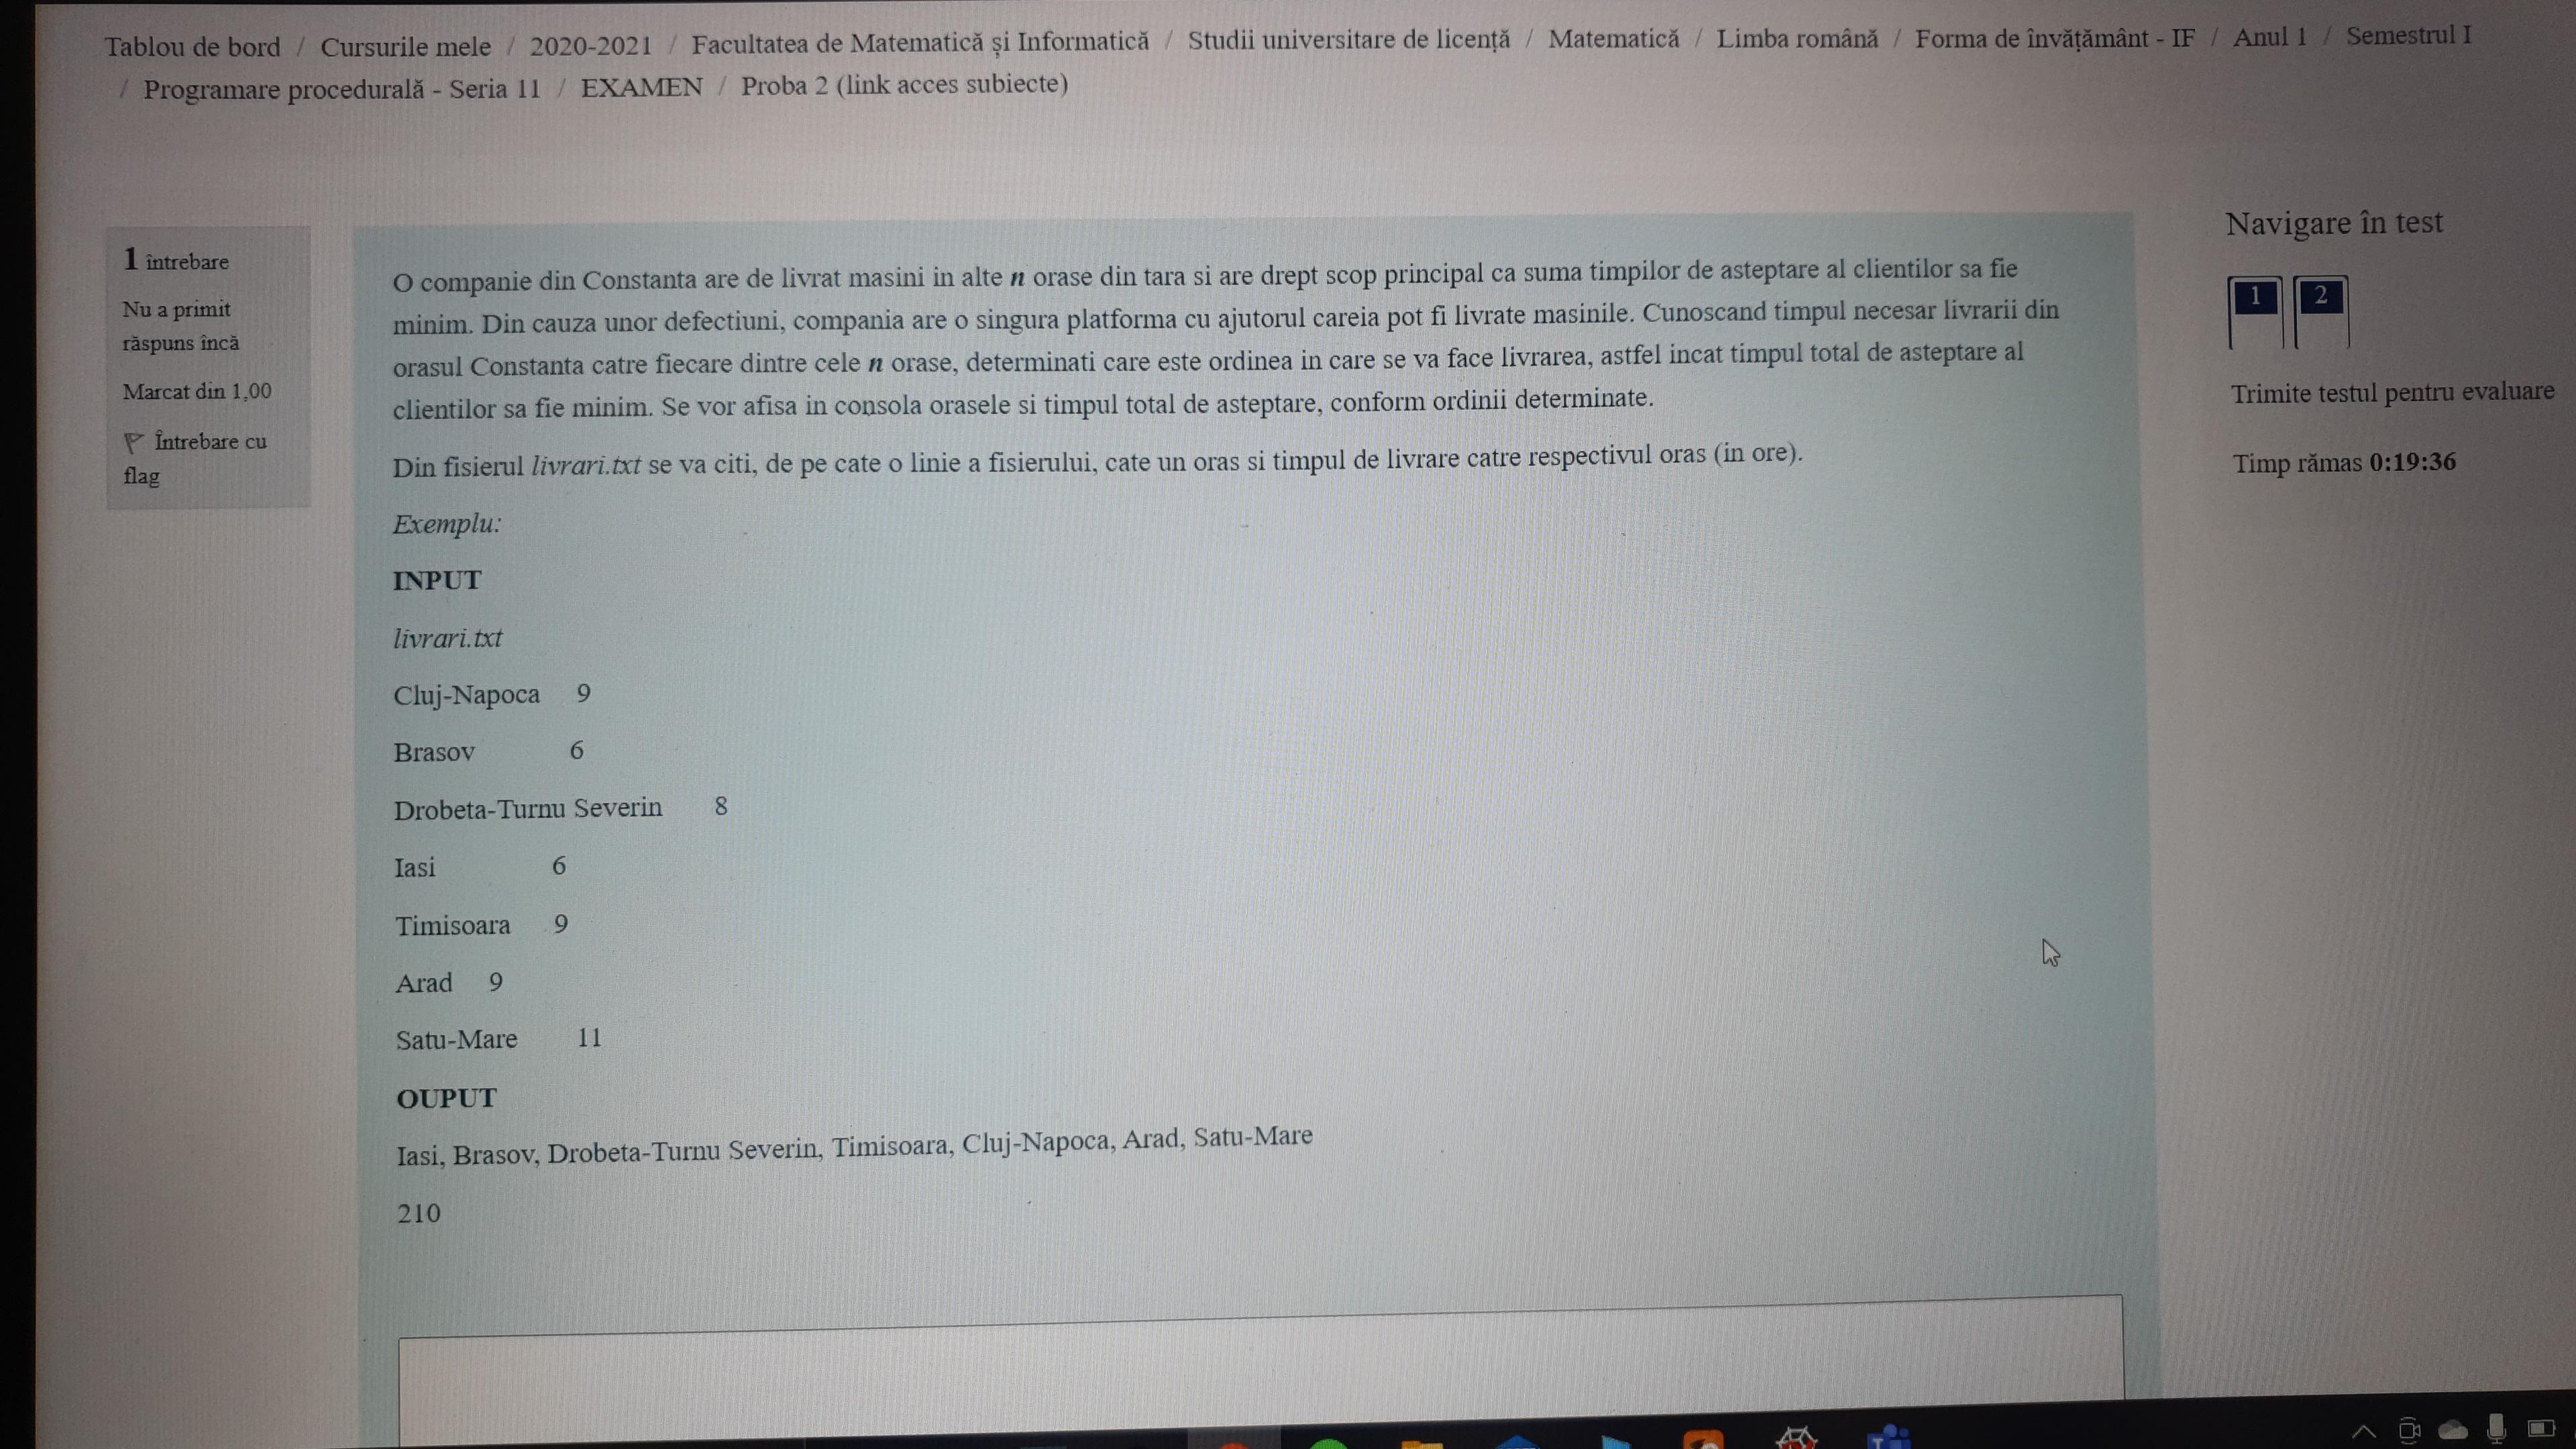 Tablou de bord / Cursurile mele / 2020-2021 / Facultatea de Matematică și Informatică / Studii universitare de licență / Matematică / Limba română / Forma de învățământ - IF / Anul 1 / Semestrul I
/ Programare procedurală - Seria 11 / EXAMEN / Proba 2 (link acces subiecte)
1 întrebare
Nu a primit
răspuns încă
Marcat din 1,00
Întrebare cu
flag
O companie din Constanta are de livrat masini in alte n orase din tara si are drept scop principal ca suma timpilor de asteptare al clientilor sa fie
minim. Din cauza unor defectiuni, compania are o singura platforma cu ajutorul careia pot fi livrate masinile. Cunoscand timpul necesar livrarii din
orasul Constanta catre fiecare dintre cele n orase, determinati care este ordinea in care se va face livrarea, astfel incat timpul total de asteptare al
clientilor sa fie minim. Se vor afisa in consola orasele si timpul total de asteptare, conform ordinii determinate.
Din fisierul livrari.txt se va citi, de pe cate o linie a fisierului, cate un oras si timpul de livrare catre respectivul oras (in ore).
Exemplu:
INPUT
livrari.txt
Cluj-Napoca 9
Brasov 6
Drobeta-Turnu Severin 8
Iasi 6
Timisoara 9
Arad 9
Satu-Mare 11
OUPUT
Iasi, Brasov, Drobeta-Turnu Severin, Timisoara, Cluj-Napoca, Arad, Satu-Mare
210
Navigare în test
1 2
Trimite testul pentru evaluare
Timp rămas 0:19:36